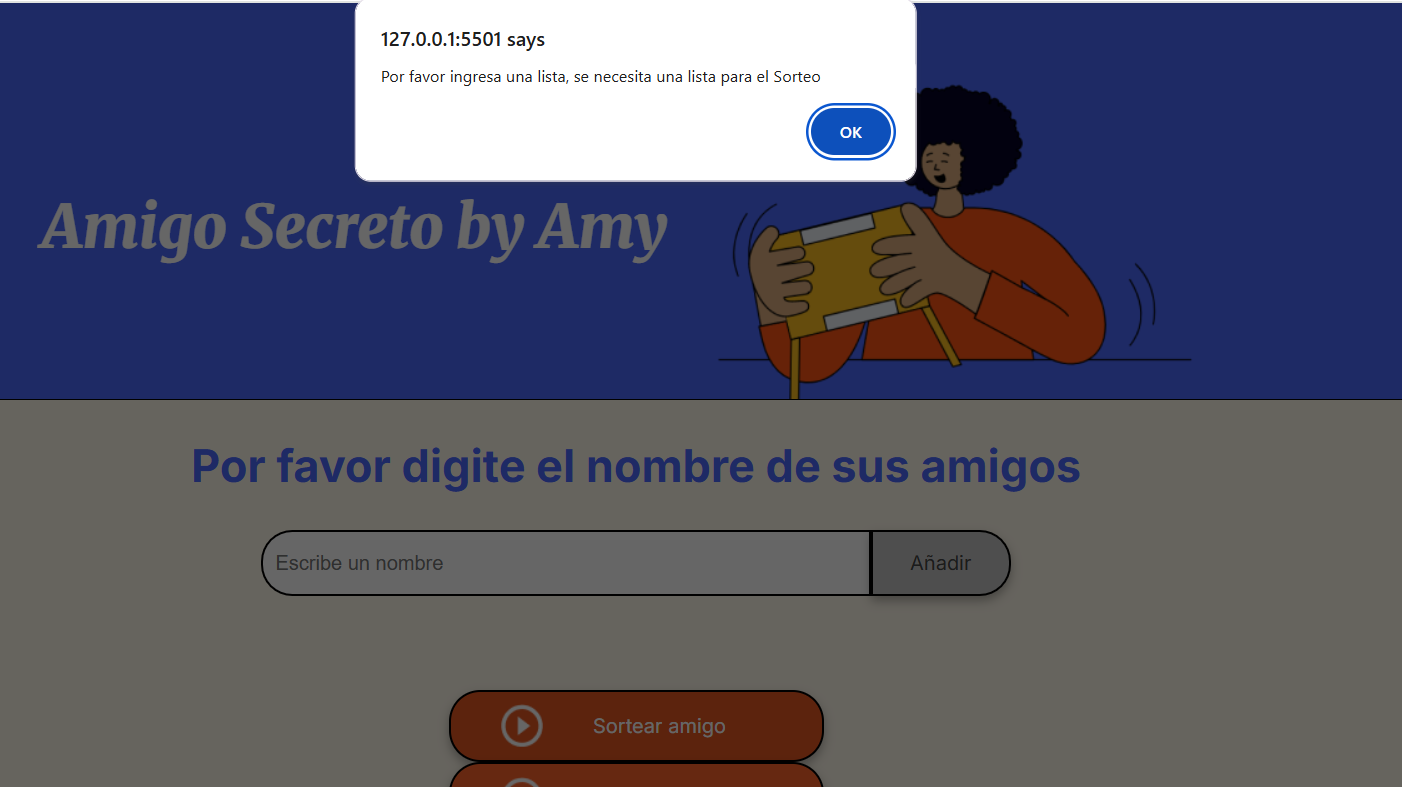 127.0.0.1:5501 says
Por favor ingresa una lista, se necesita una lista para el Sorteo
OK
Amigo Secreto by Amy
Por favor digite el nombre de sus amigos
Escribe un nombre
Añadir
Sortear amigo